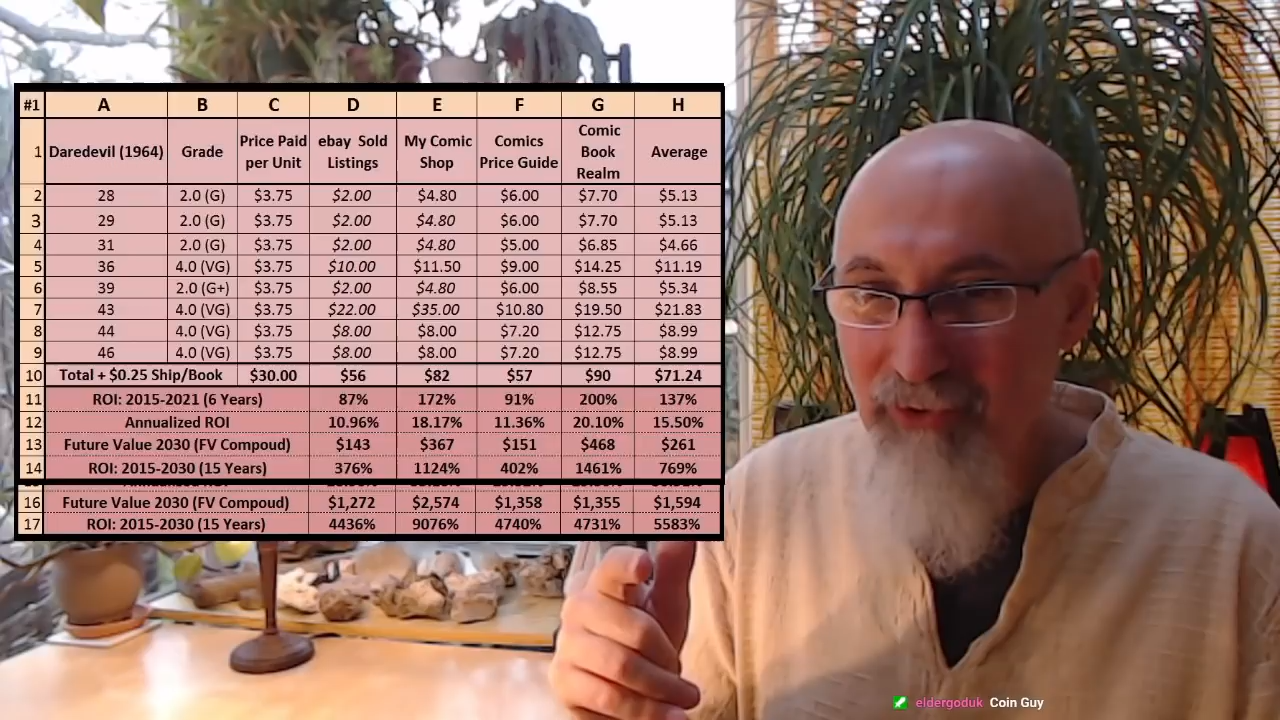 #1 A B C D E F G H
1 Daredevil (1964) Grade Price Paid per Unit ebay Sold Listings My Comic Shop Comics Price Guide Comic Book Realm Average
2 28 2.0 (G) $3.75 $2.00 $4.80 $6.00 $7.70 $5.13
3 29 2.0 (G) $3.75 $2.00 $4.80 $6.00 $7.70 $5.13
4 31 2.0 (G) $3.75 $2.00 $4.80 $5.00 $6.85 $4.66
5 36 4.0 (VG) $3.75 $10.00 $11.50 $9.00 $14.25 $11.19
6 39 2.0 (G+) $3.75 $2.00 $4.80 $6.00 $8.55 $5.34
7 43 4.0 (VG) $3.75 $22.00 $35.00 $10.80 $19.50 $21.83
8 44 4.0 (VG) $3.75 $8.00 $8.00 $7.20 $12.75 $8.99
9 46 4.0 (VG) $3.75 $8.00 $8.00 $7.20 $12.75 $8.99
10 Total + $0.25 Ship/Book $30.00 $56 $82 $57 $90 $71.24
11 ROI: 2015-2021 (6 Years) 87% 172% 91% 200% 137%
12 Annualized ROI 10.96% 18.17% 11.36% 20.10% 15.50%
13 Future Value 2030 (FV Compoud) $143 $367 $151 $468 $261
14 ROI: 2015-2030 (15 Years) 376% 1124% 402% 1461% 769%
16 Future Value 2030 (FV Compoud) $1,272 $2,574 $1,358 $1,355 $1,594
17 ROI: 2015-2030 (15 Years) 4436% 9076% 4740% 4731% 5583%
eldergoduk Coin Guy